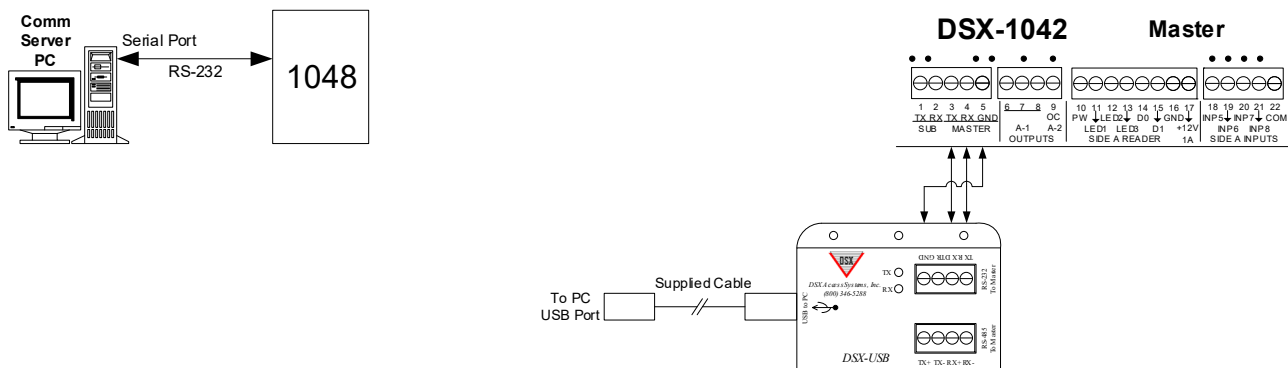 Comm
Server
PC
Serial Port
RS-232
1048
DSX-1042 Master
1 2 3 4 5 6 7 8 9 10 11 12 13 14 15 16 17 18 19 20 21 22
TX RX TX RX GND OC PW LED2 D0 GND INP5 INP7 COM
SUB MASTER A-1 A-2 LED1 LED3 D1 +12V INP6 INP8
OUTPUTS SIDE A READER 1A SIDE A INPUTS
GND DTR RX TX
DSX
TX
RX
RS-232
To Master
DSX Access Systems, Inc.
(800) 346-5288
Supplied Cable
To PC
USB Port
USB to PC
RS-485
To Master
DSX-USB
TX+ TX- RX+ RX-